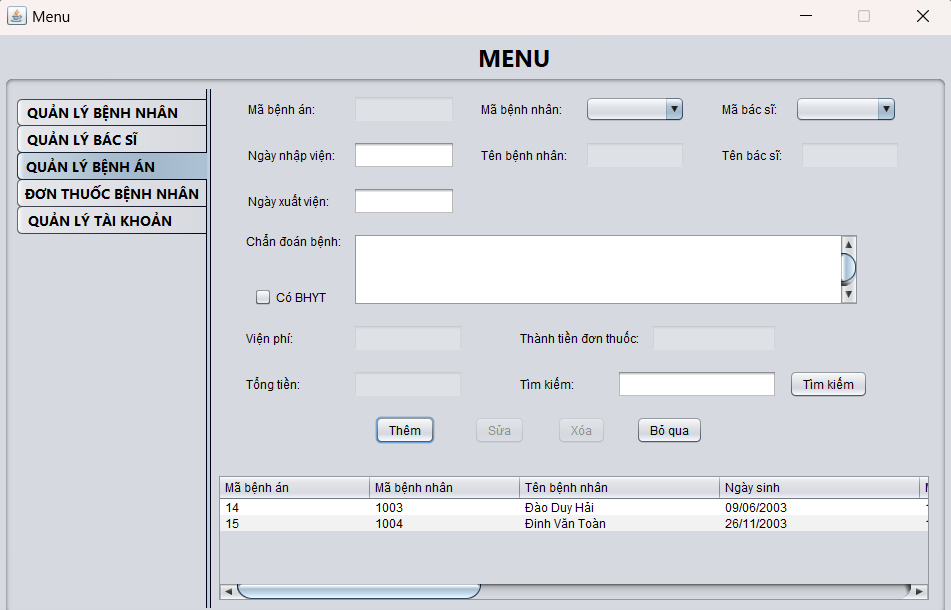 Menu
MENU
QUẢN LÝ BỆNH NHÂN
QUẢN LÝ BÁC SĨ
QUẢN LÝ BỆNH ÁN
ĐƠN THUỐC BỆNH NHÂN
QUẢN LÝ TÀI KHOẢN
Mã bệnh án: Mã bệnh nhân: Mã bác sĩ:
Ngày nhập viện: Tên bệnh nhân: Tên bác sĩ:
Ngày xuất viện:
Chẩn đoán bệnh:
Có BHYT
Viện phí: Thành tiền đơn thuốc:
Tổng tiền: Tìm kiếm: Tìm kiếm
Thêm Sửa Xóa Bỏ qua
Mã bệnh án Mã bệnh nhân Tên bệnh nhân Ngày sinh
14 1003 Đào Duy Hải 09/06/2003
15 1004 Đinh Văn Toàn 26/11/2003